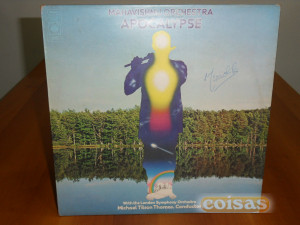 MAHAVISHNU ORCHESTRA
APOCALYPSE
With the London Symphony Orchestra
Michael Tilson Thomas: Conductor
coisas